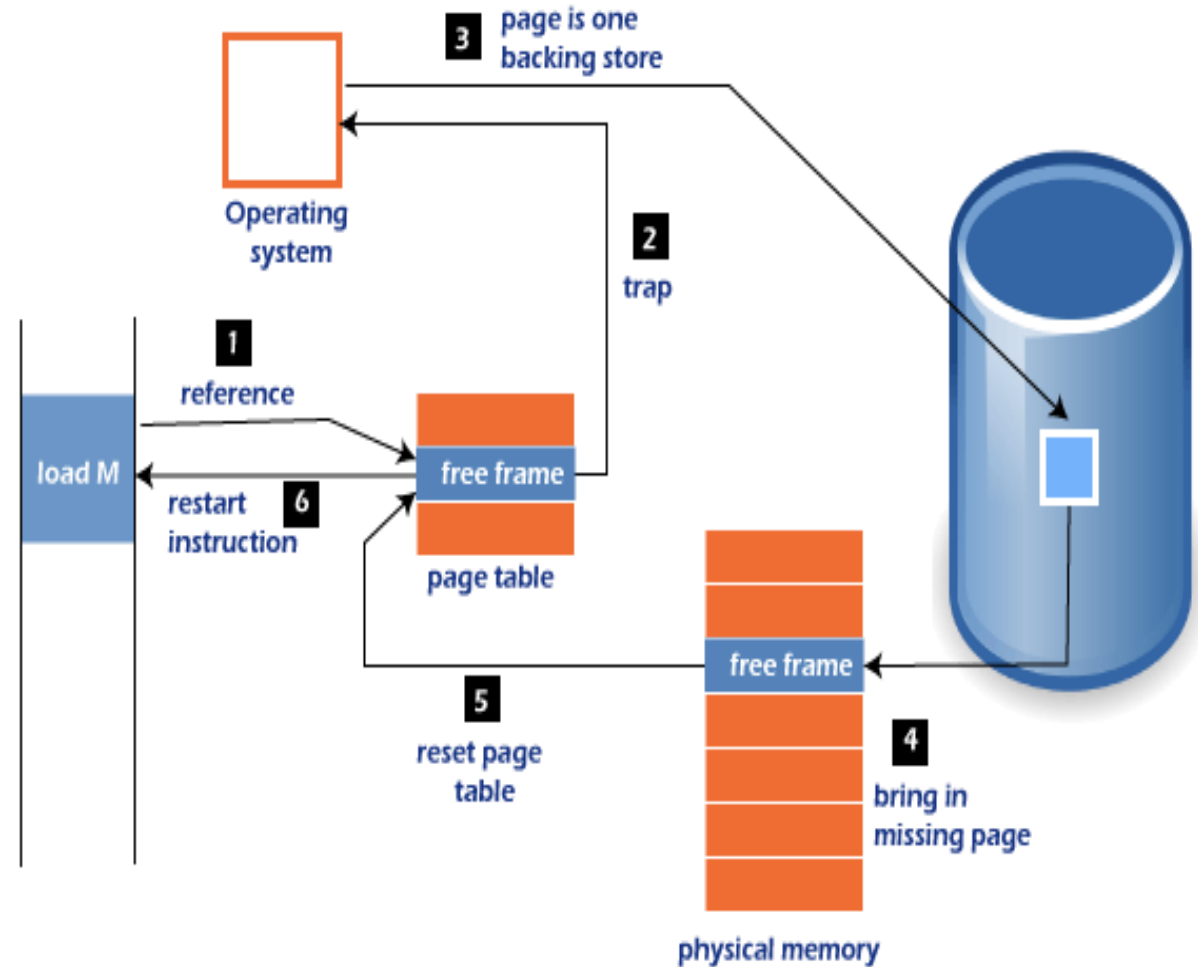 3
page is one
backing store
Operating
system
2
trap
1
reference
load M
free frame
6
restart
instruction
page table
free frame
5
reset page
table
4
bring in
missing page
physical memory